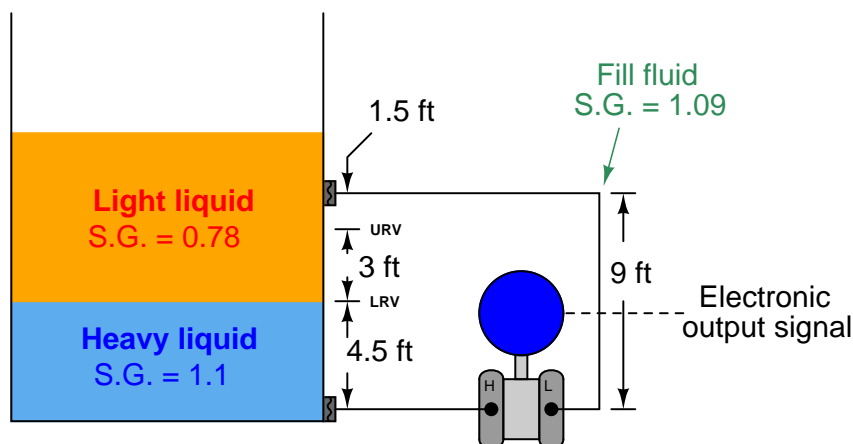 Fill fluid
S.G. = 1.09
1.5 ft
Light liquid
S.G. = 0.78
URV
3 ft
LRV
9 ft
Electronic
output signal
Heavy liquid
S.G. = 1.1
4.5 ft
H
L